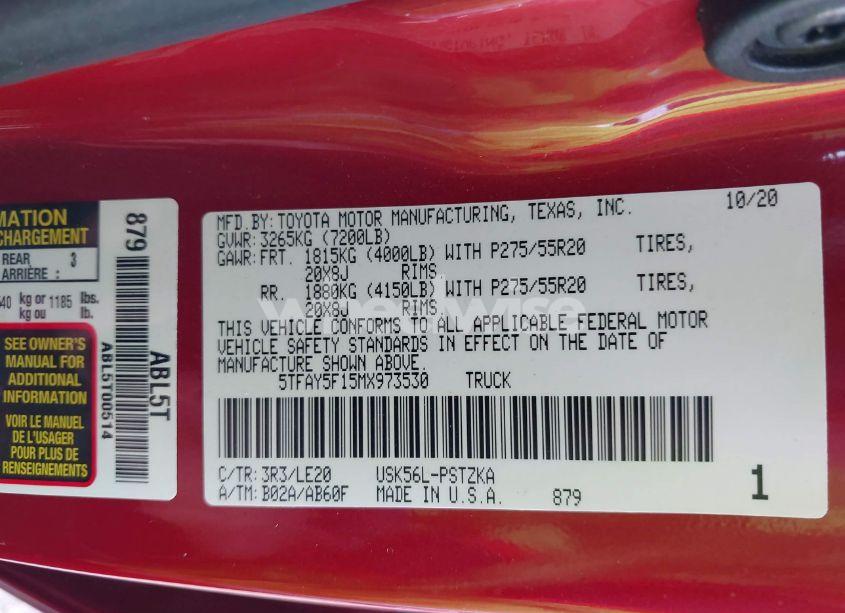 MFD.BY: TOYOTA MOTOR MANUFACTURING, TEXAS, INC. 10/20
GVWR: 3265KG (7200LB)
GAWR: FRT. 1815KG (4000LB) WITH P275/55R20 TIRES,
20X8J RIMS
RR. 1880KG (4150LB) WITH P275/55R20 TIRES,
20X8J RIMS
THIS VEHICLE CONFORMS TO ALL APPLICABLE FEDERAL MOTOR
VEHICLE SAFETY STANDARDS IN EFFECT ON THE DATE OF
MANUFACTURE SHOWN ABOVE.
5TFAY5F15MX973530 TRUCK
C/TR: 3R3/LE20 USK56L-PSTZKA
A/TM: B02A/AB60F MADE IN U.S.A. 879 1
MATION
CHARGEMENT
REAR 3
ARRIÈRE :
kg or 1185 lbs.
kg ou lb.
SEE OWNER'S
MANUAL FOR
ADDITIONAL
INFORMATION
VOIR LE MANUEL
DE L'USAGER
POUR PLUS DE
RENSEIGNEMENTS
879
ABL5T
ABL5T00514